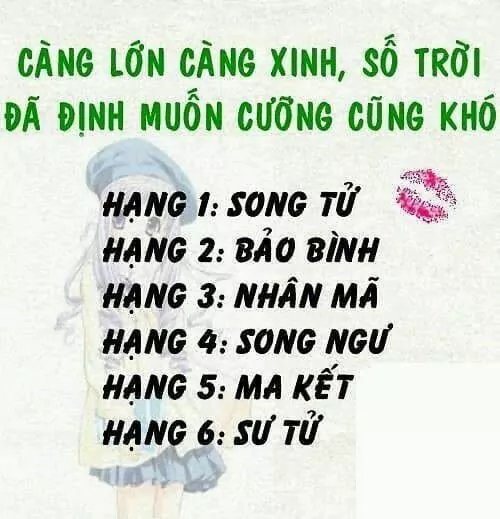 CÀNG LỚN CÀNG XINH, SỐ TRỜI
ĐÃ ĐỊNH MUỐN CƯỠNG CŨNG KHÓ
HẠNG 1: SONG TỬ
HẠNG 2: BẢO BÌNH
HẠNG 3: NHÂN MÃ
HẠNG 4: SONG NGƯ
HẠNG 5: MA KẾT
HẠNG 6: SƯ TỬ